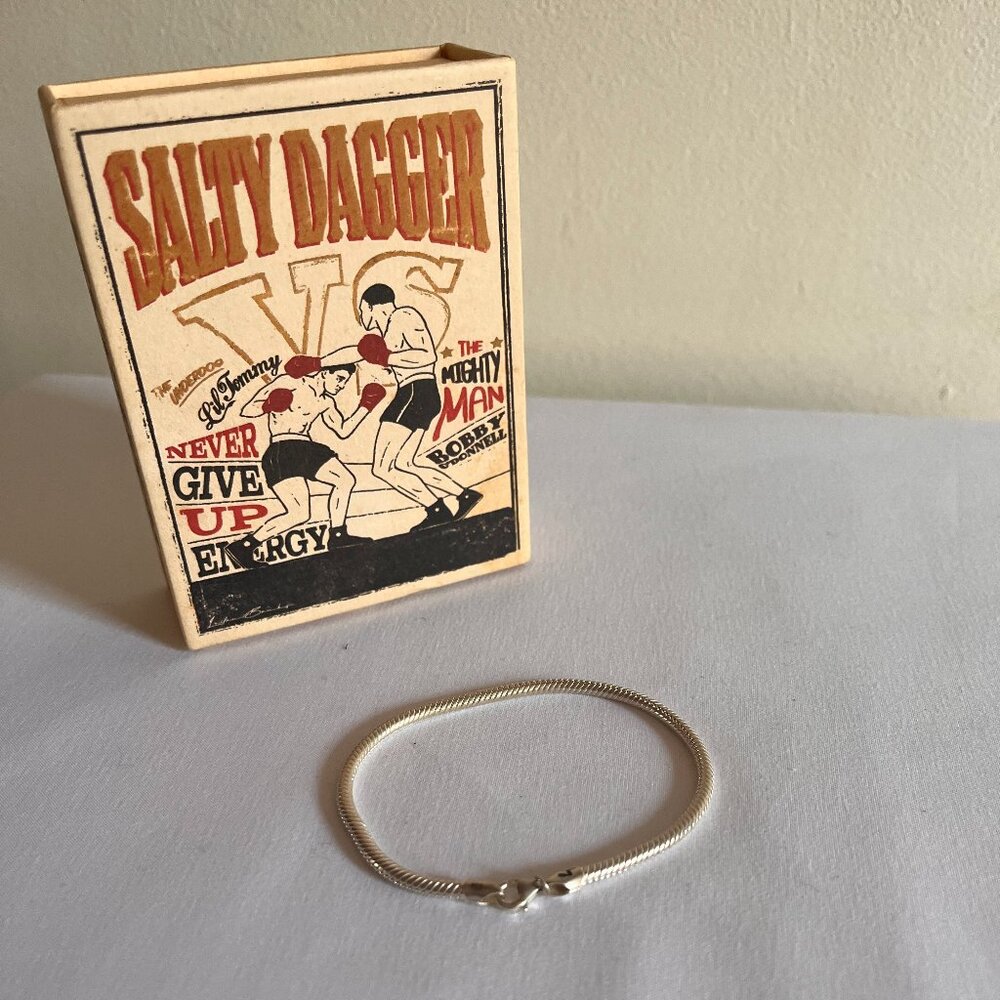 SALTY DAGGER
VS
THE
UNDERDOG
Lil Tommy
NEVER
GIVE
UP
ENERGY
THE
MIGHTY
MAN
BOBBY
O'DONNELL